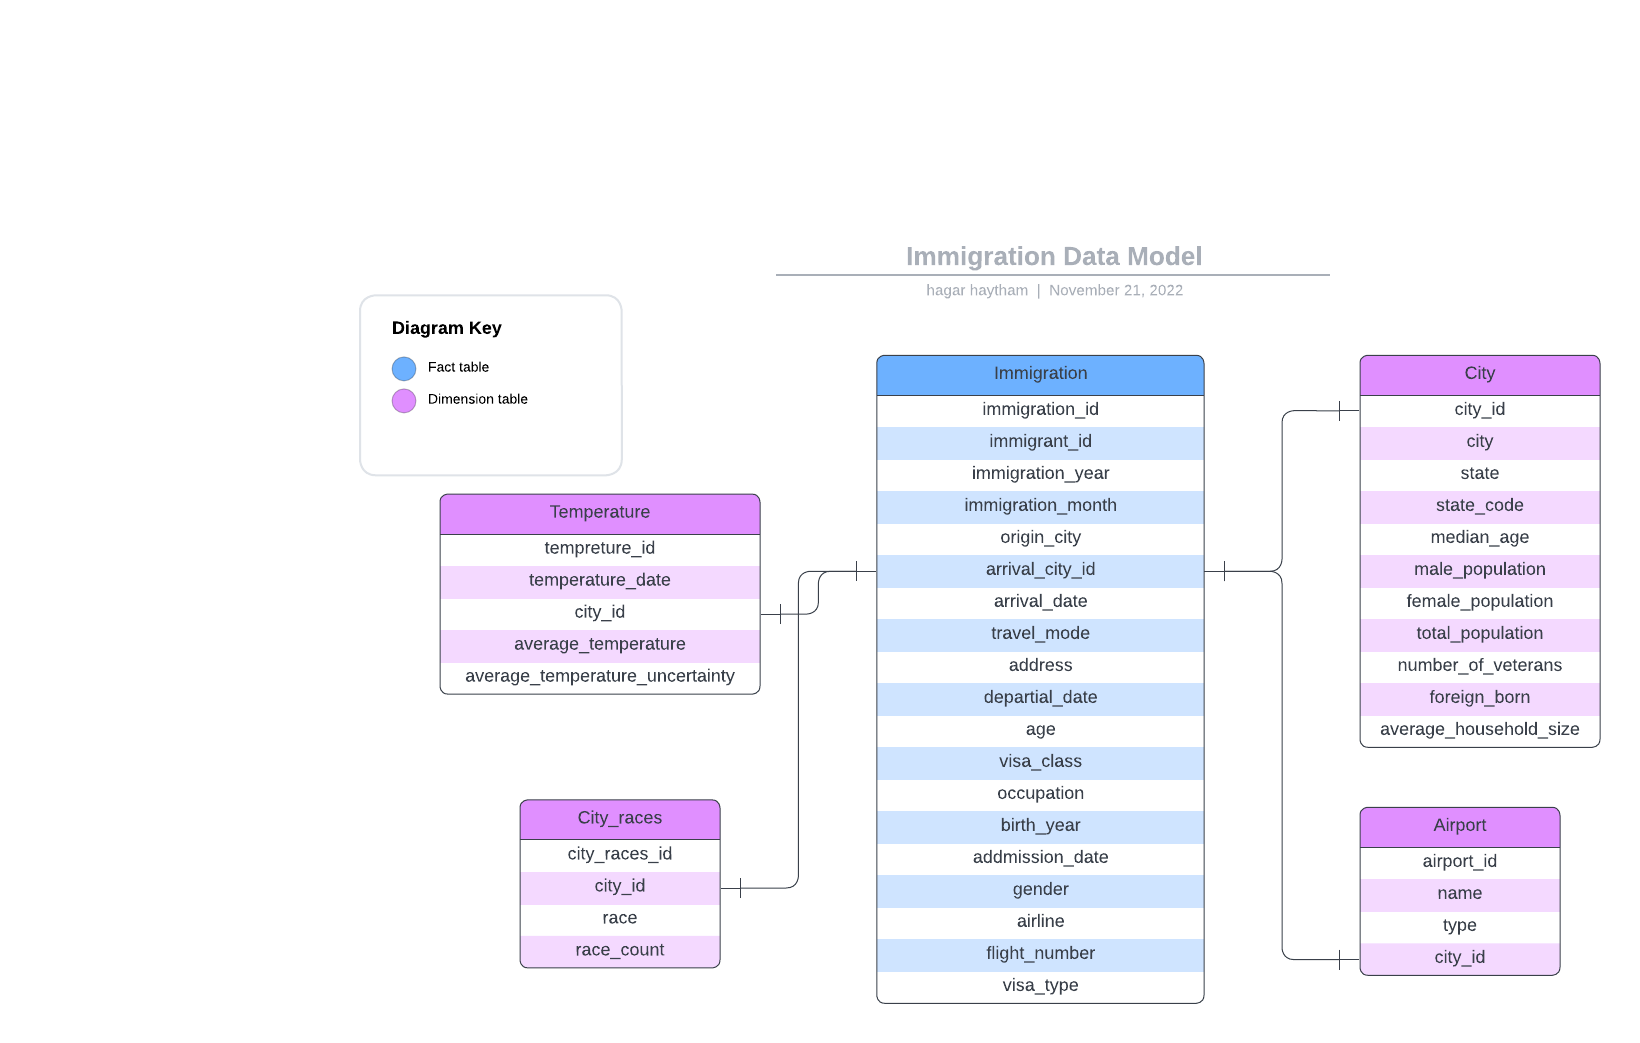 Immigration Data Model
hagar haytham | November 21, 2022
Diagram Key
Fact table
Dimension table
Temperature
tempreture_id
temperature_date
city_id
average_temperature
average_temperature_uncertainty
City_races
city_races_id
city_id
race
race_count
Immigration
immigration_id
immigrant_id
immigration_year
immigration_month
origin_city
arrival_city_id
arrival_date
travel_mode
address
departial_date
age
visa_class
occupation
birth_year
addmission_date
gender
airline
flight_number
visa_type
City
city_id
city
state
state_code
median_age
male_population
female_population
total_population
number_of_veterans
foreign_born
average_household_size
Airport
airport_id
name
type
city_id